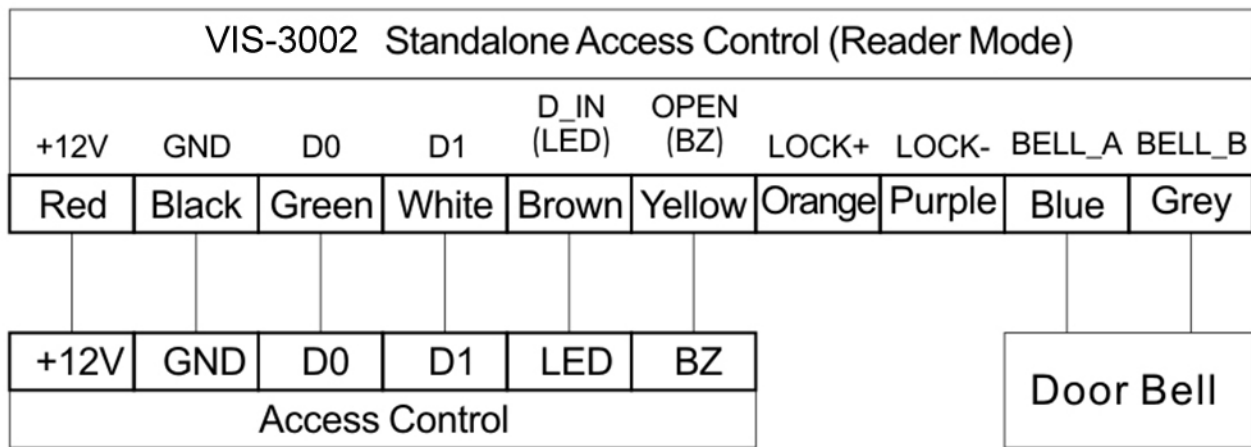 VIS-3002 Standalone Access Control (Reader Mode)
D_IN OPEN
+12V GND D0 D1 (LED) (BZ) LOCK+ LOCK- BELL_A BELL_B
Red Black Green White Brown Yellow Orange Purple Blue Grey
+12V GND D0 D1 LED BZ
Access Control
Door Bell